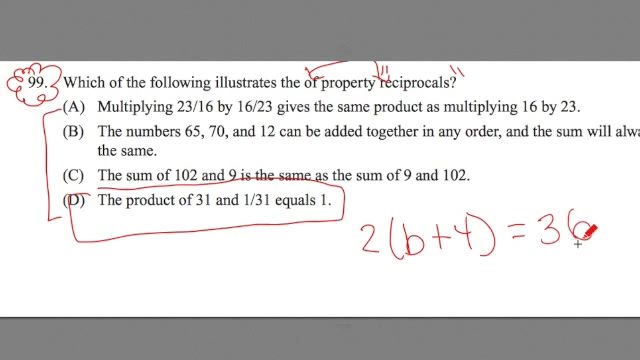 99. Which of the following illustrates the of property reciprocals?
(A) Multiplying 23/16 by 16/23 gives the same product as multiplying 16 by 23.
(B) The numbers 65, 70, and 12 can be added together in any order, and the sum will alwa
the same.
(C) The sum of 102 and 9 is the same as the sum of 9 and 102.
(D) The product of 31 and 1/31 equals 1.
2(b+4) = 36